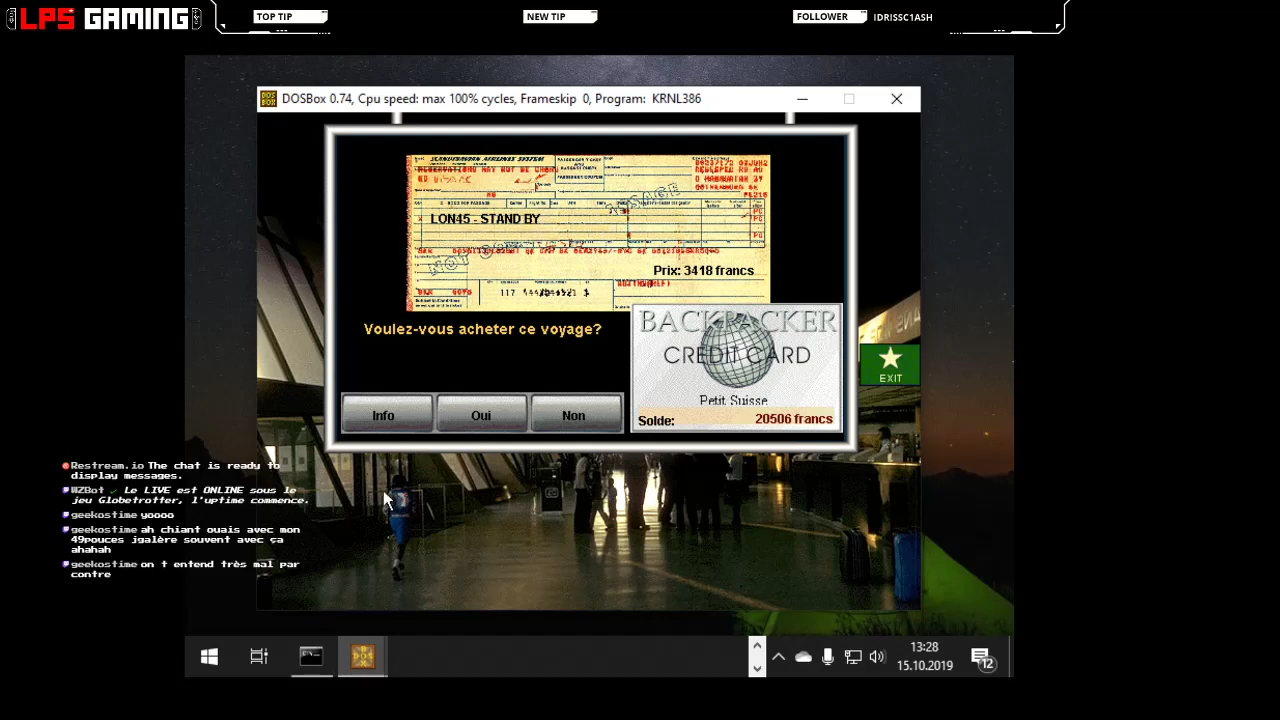 LPS GAMING
TOP TIP
NEW TIP
FOLLOWER
IDRISSC1ASH
DOSBox 0.74, Cpu speed: max 100% cycles, Frameskip 0, Program: KRNL386
SCANDINAVIAN AIRLINES SYSTEM
LON45 - STAND BY
Prix: 3418 francs
Voulez-vous acheter ce voyage?
Info
Oui
Non
BACKPACKER
CREDIT CARD
Petit Suisse
Solde:
20506 francs
EXIT
Restream.io The chat is ready to
display messages.
WZBot Le LIVE est ONLINE sous le
jeu Globetrotter, l'uptime commence.
geekostime yoooo
geekostime ah chiant ouais avec mon
49pouces jgalère souvent avec ça
ahahah
geekostime on t entend très mal par
contre
13:28
15.10.2019
12